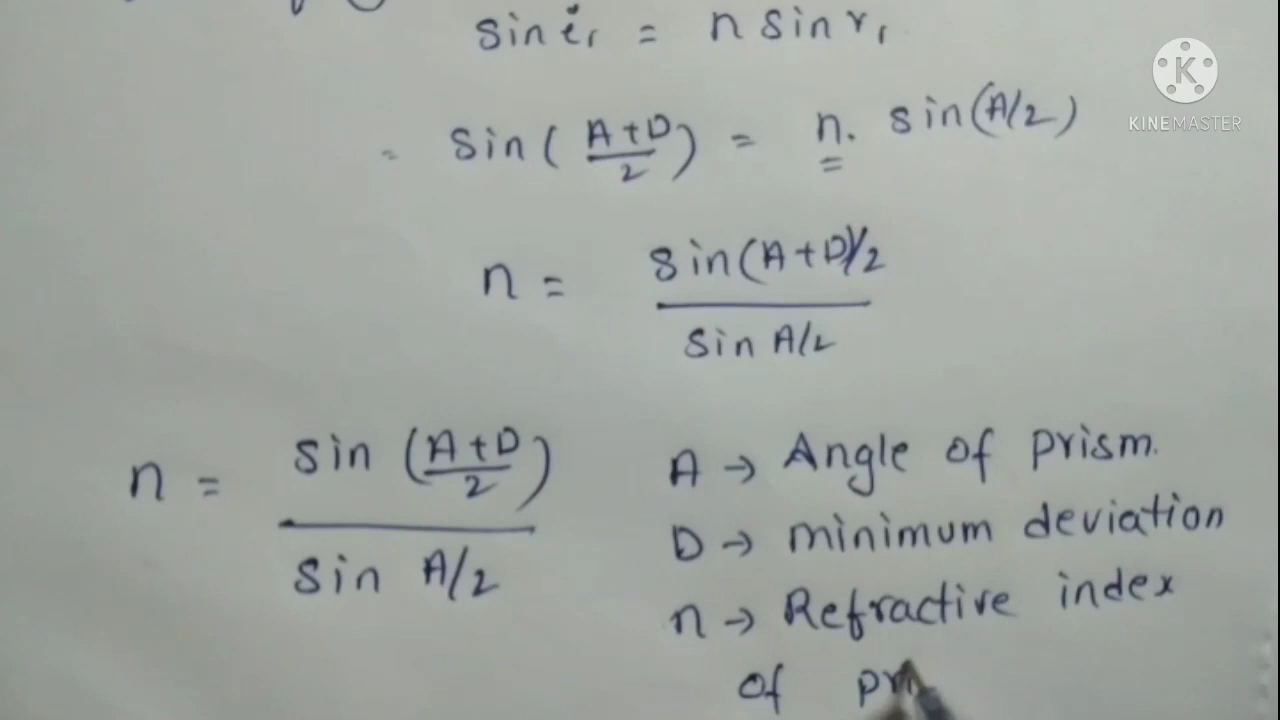 sin i₁ = n sin r₁
= sin(A+D/2) = n. sin(A/2)
n = sin(A+D)/2 / sin A/2
n = sin (A+D/2) / sin A/2
A → Angle of prism.
D → minimum deviation
n → Refractive index
of pr
K
KINEMASTER